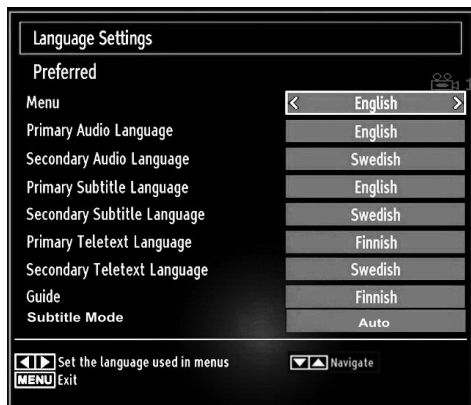 Language Settings
Preferred
Menu < English >
Primary Audio Language English
Secondary Audio Language Swedish
Primary Subtitle Language English
Secondary Subtitle Language Swedish
Primary Teletext Language Finnish
Secondary Teletext Language Swedish
Guide Finnish
Subtitle Mode Auto
Set the language used in menus Navigate
MENU Exit